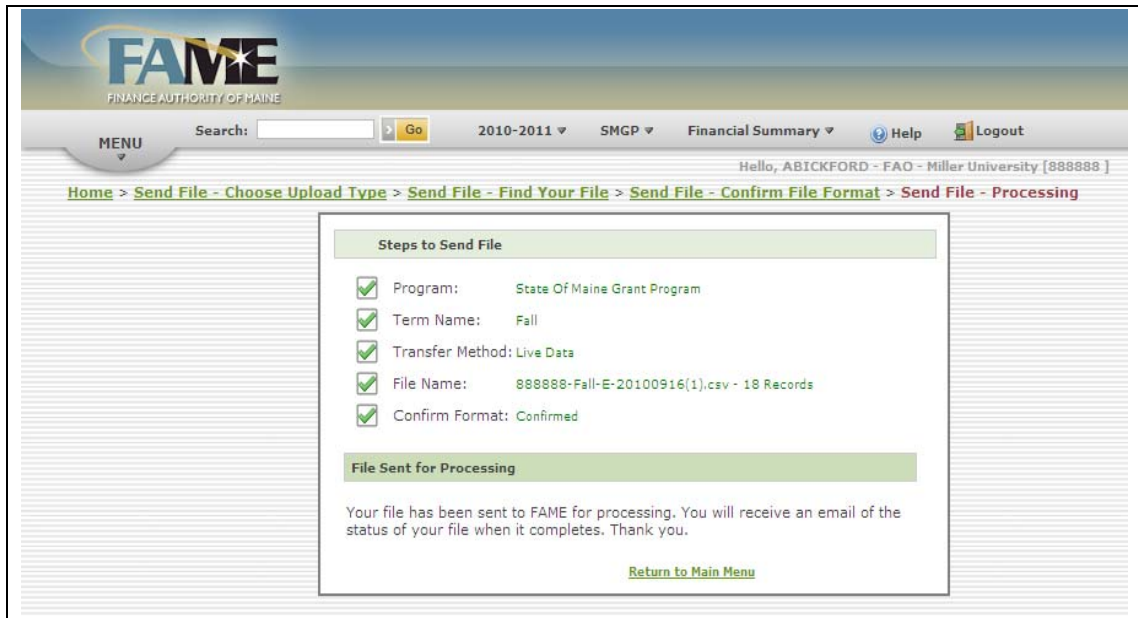 FAME
FINANCE AUTHORITY OF MAINE
MENU
Search:
Go
2010-2011
SMGP
Financial Summary
Help
Logout
Hello, ABICKFORD - FAO - Miller University [888888 ]
Home > Send File - Choose Upload Type > Send File - Find Your File > Send File - Confirm File Format > Send File - Processing
Steps to Send File
Program: State Of Maine Grant Program
Term Name: Fall
Transfer Method: Live Data
File Name: 888888-Fall-E-20100916(1).csv - 18 Records
Confirm Format: Confirmed
File Sent for Processing
Your file has been sent to FAME for processing. You will receive an email of the
status of your file when it completes. Thank you.
Return to Main Menu